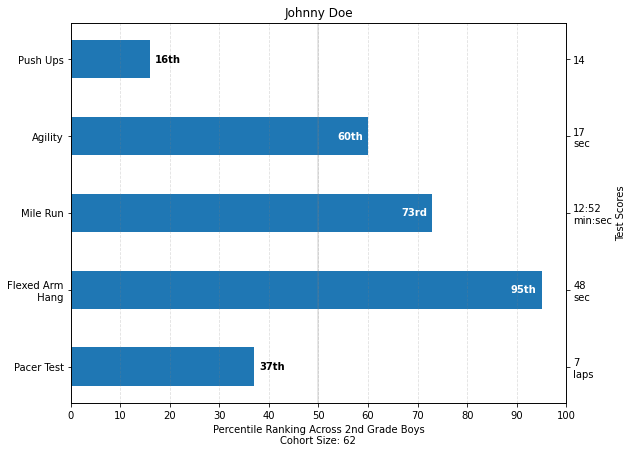 Johnny Doe
Push Ups
16th
14
Agility
60th
17
sec
Mile Run
73rd
12:52
min:sec
Test Scores
Flexed Arm
Hang
95th
48
sec
Pacer Test
37th
7
laps
0 10 20 30 40 50 60 70 80 90 100
Percentile Ranking Across 2nd Grade Boys
Cohort Size: 62